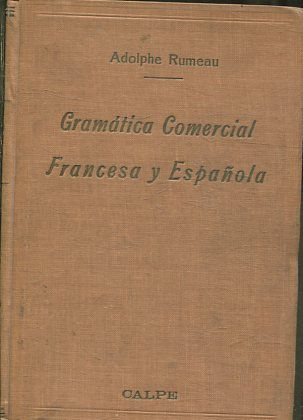 Adolphe Rumeau
Gramática Comercial
Francesa y Española
CALPE